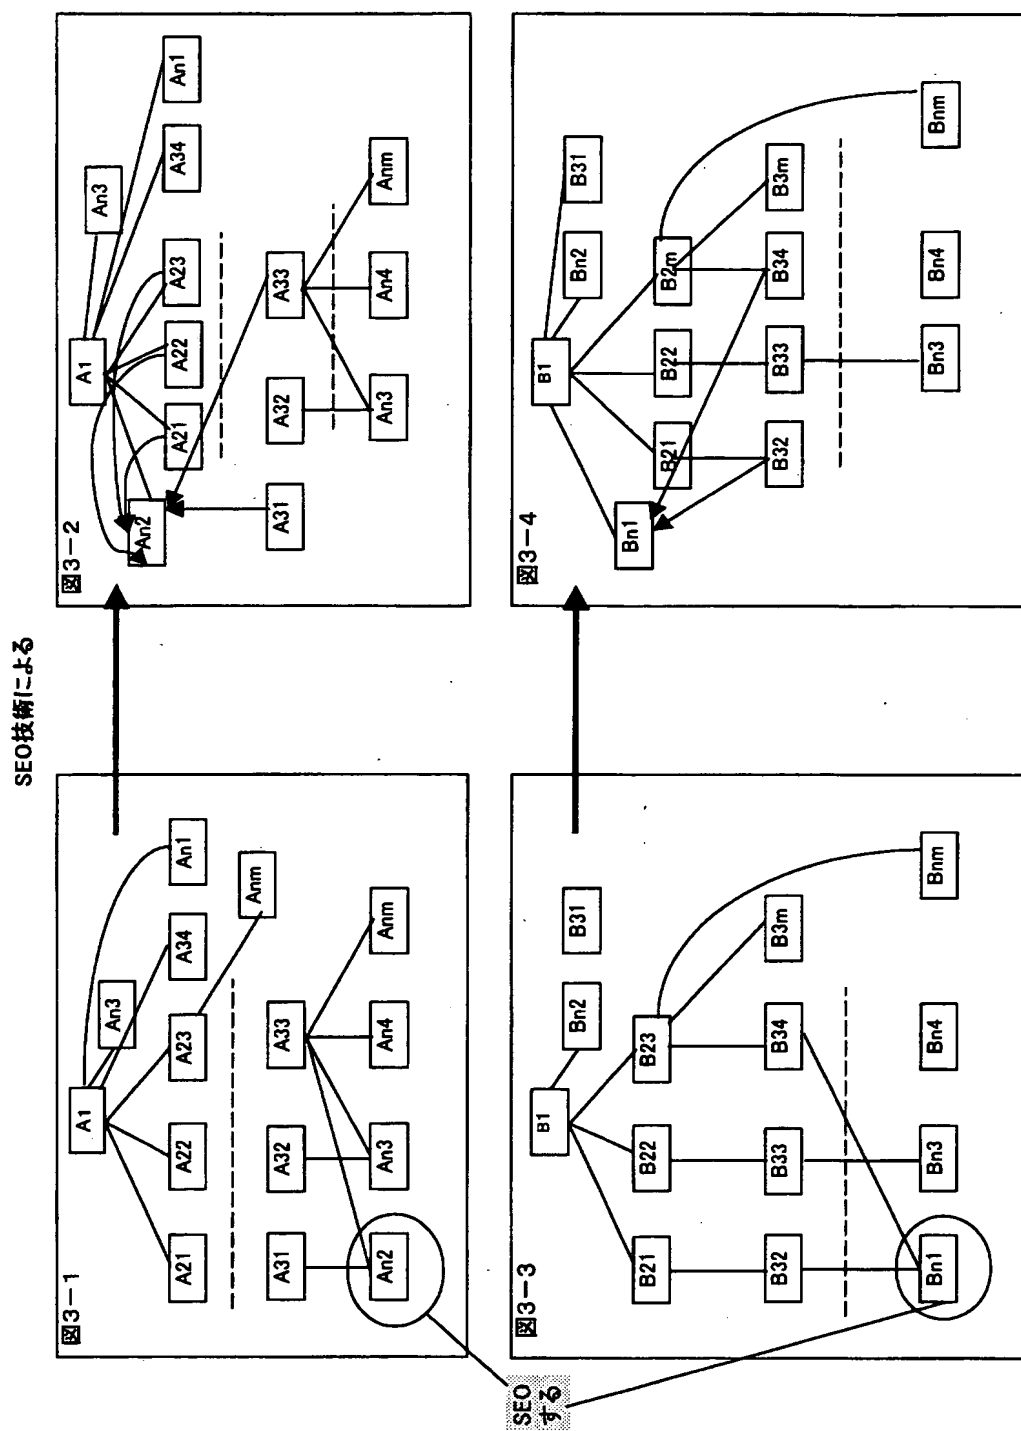 SEO技術による
図3-1
A1
An3
A21 A22 A23 A34 An1
Anm
A31 A32 A33
An2 An3 An4 Anm
図3-2
A1 An3
An2
A21 A22 A23 A34 An1
A31 A32 A33
An3 An4 Anm
SEO
する
図3-3
B1
Bn2 B31
B21 B22 B23
B32 B33 B34 B3m
Bn1 Bn3 Bn4 Bnm
図3-4
B1
Bn2 B31
Bn1
B21 B22 B2m
B32 B33 B34 B3m
Bn3 Bn4 Bnm